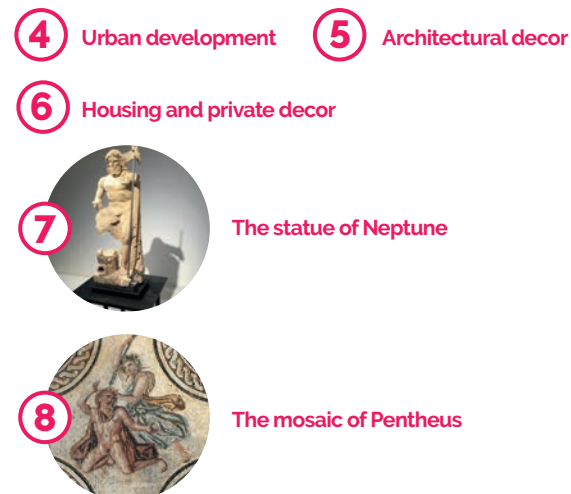 4 Urban development 5 Architectural decor
6 Housing and private decor
7 The statue of Neptune
8 The mosaic of Pentheus